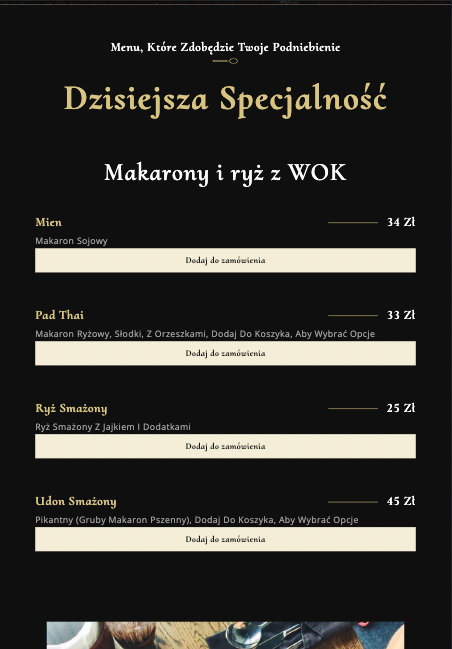 Menu, Które Zdobędzie Twoje Podniebienie
Dzisiejsza Specjalność
Makarony i ryż z WOK
Mien 34 Zł
Makaron Sojowy
Dodaj do zamówienia
Pad Thai 33 Zł
Makaron Ryżowy, Słodki, Z Orzeszkami, Dodaj Do Koszyka, Aby Wybrać Opcje
Dodaj do zamówienia
Ryż Smażony 25 Zł
Ryż Smażony Z Jajkiem I Dodatkami
Dodaj do zamówienia
Udon Smażony 45 Zł
Pikantny (Gruby Makaron Pszenny), Dodaj Do Koszyka, Aby Wybrać Opcje
Dodaj do zamówienia